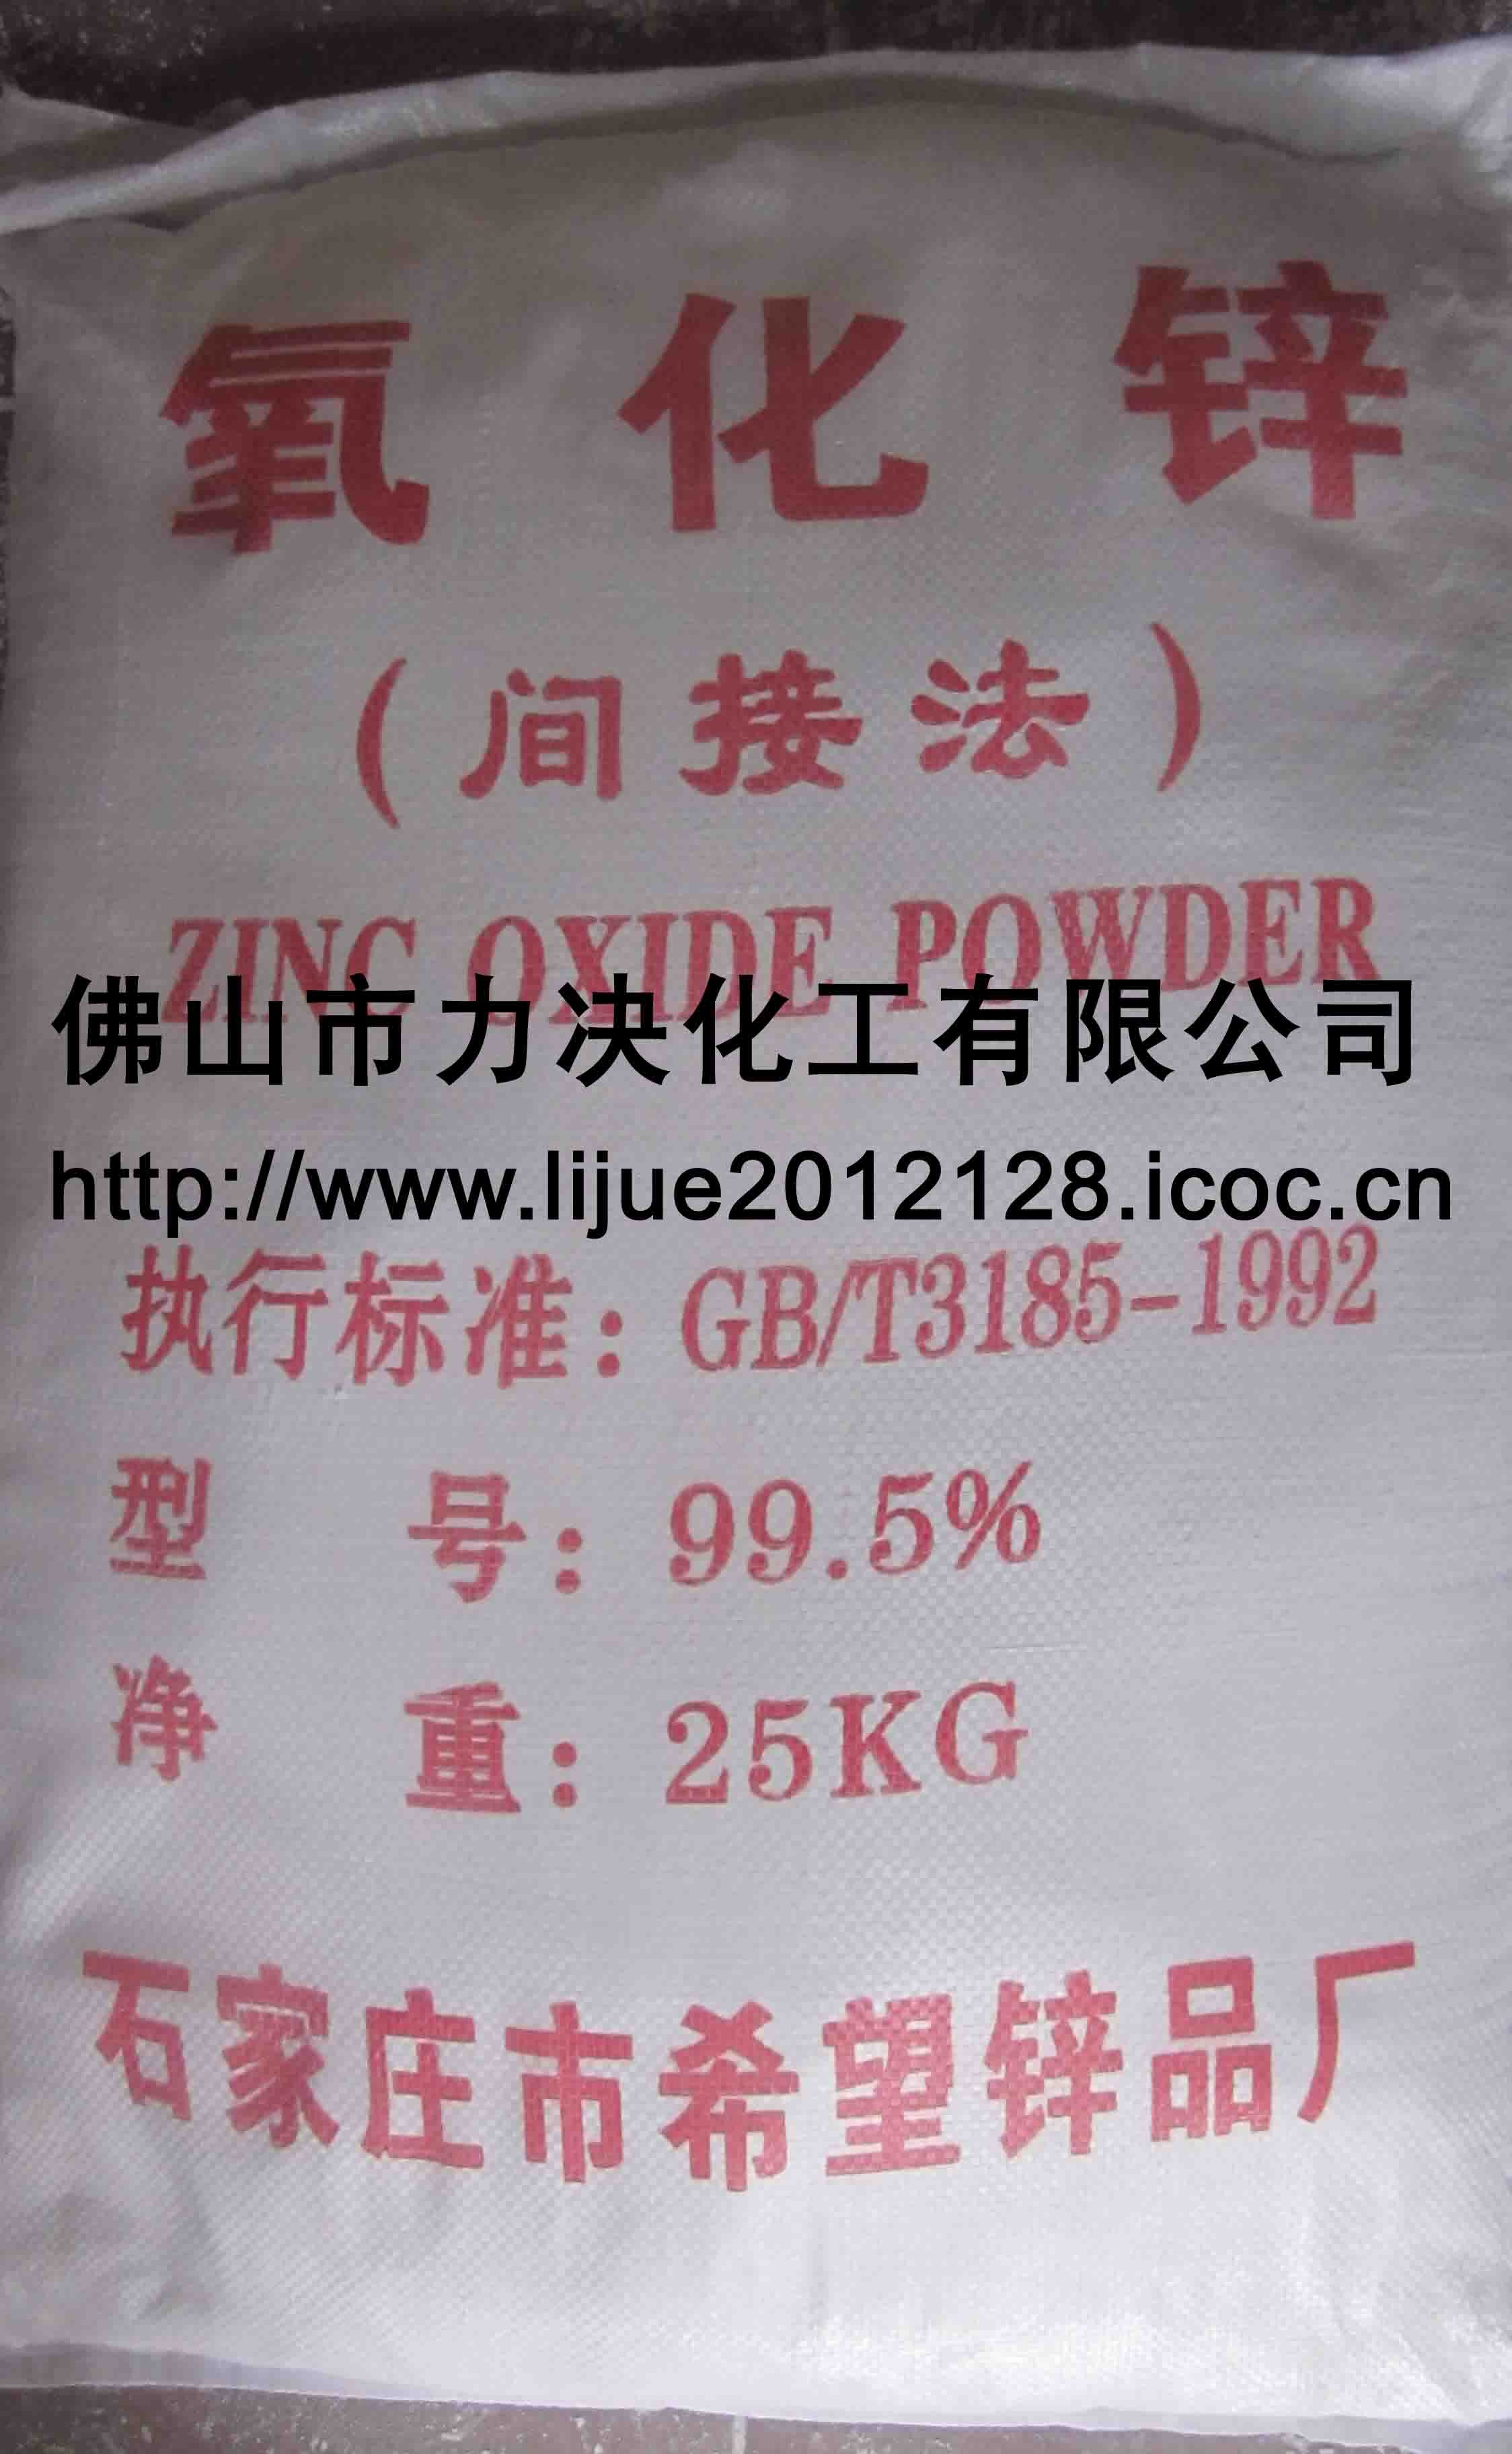 氧化锌
（间接法）
ZINC OXIDE POWDER
佛山市力决化工有限公司
http://www.lijue2012128.icoc.cn
执行标准：GB/T3185-1992
型号：99.5%
净重：25KG
石家庄市希望锌品厂